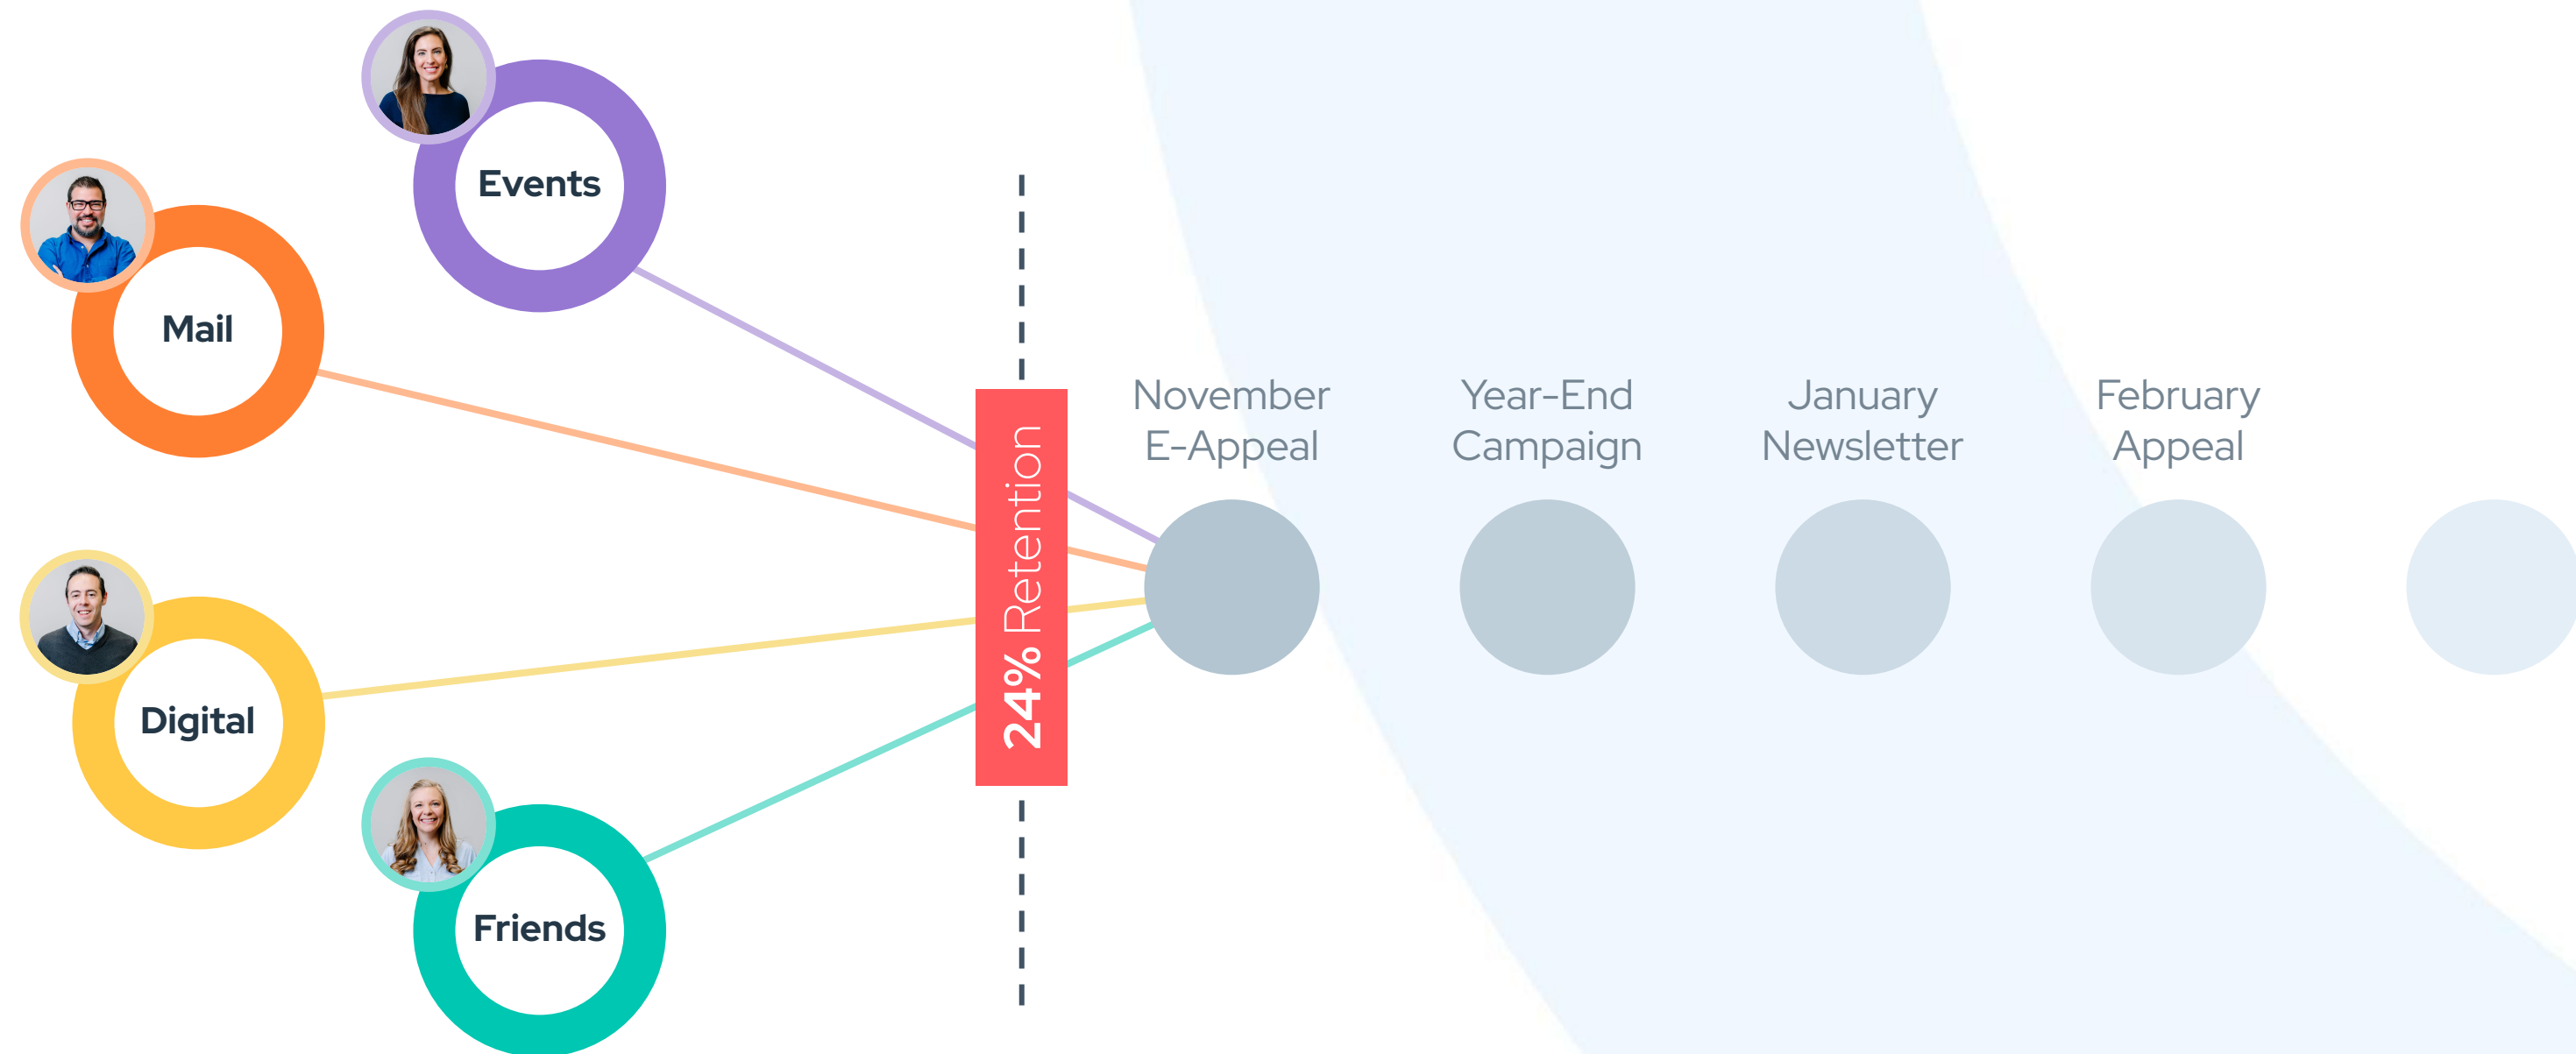 Events
Mail
Digital
Friends
24% Retention
November
E-Appeal
Year-End
Campaign
January
Newsletter
February
Appeal